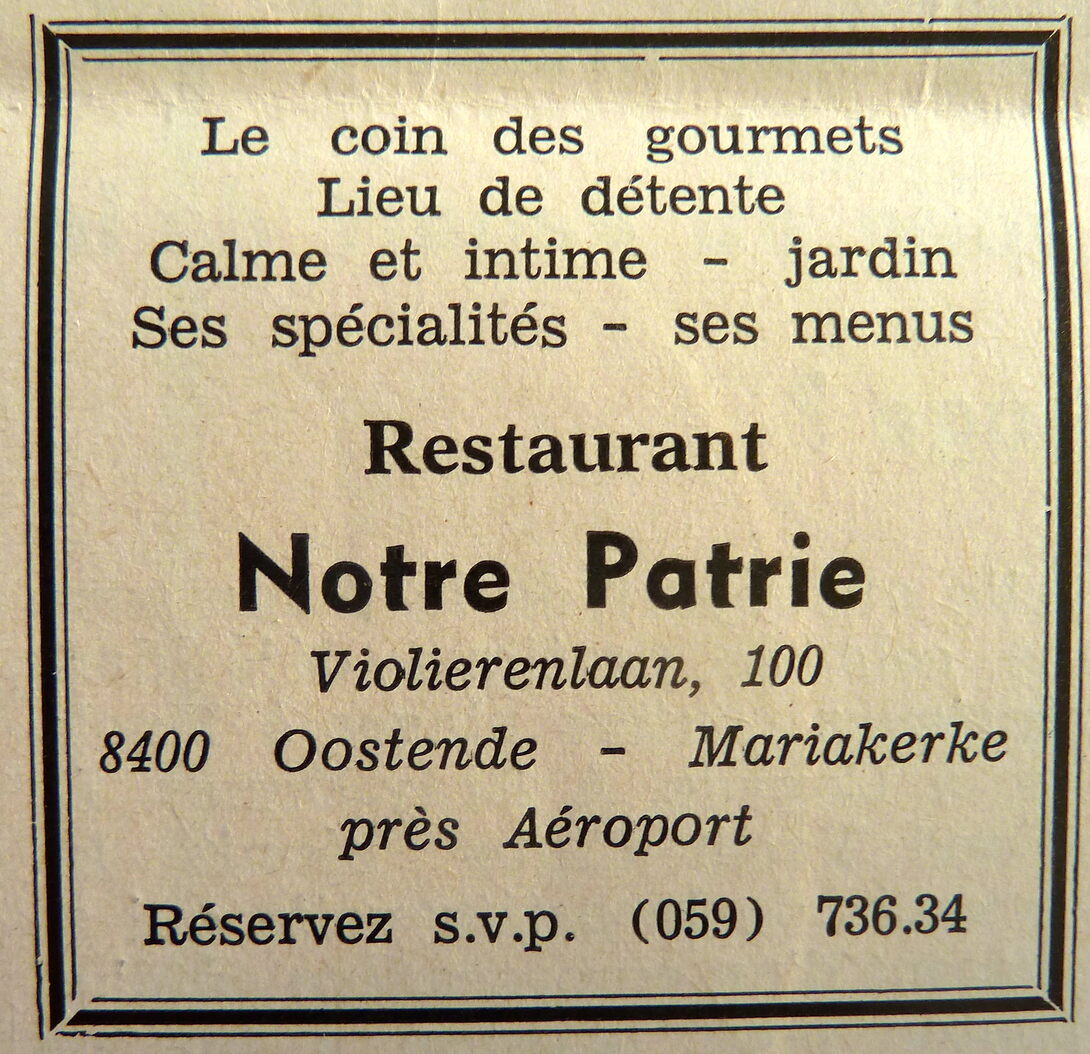 Le coin des gourmets
Lieu de détente
Calme et intime - jardin
Ses spécialités - ses menus
Restaurant
Notre Patrie
Violierenlaan, 100
8400 Oostende - Mariakerke
près Aéroport
Réservez s.v.p. (059) 736.34